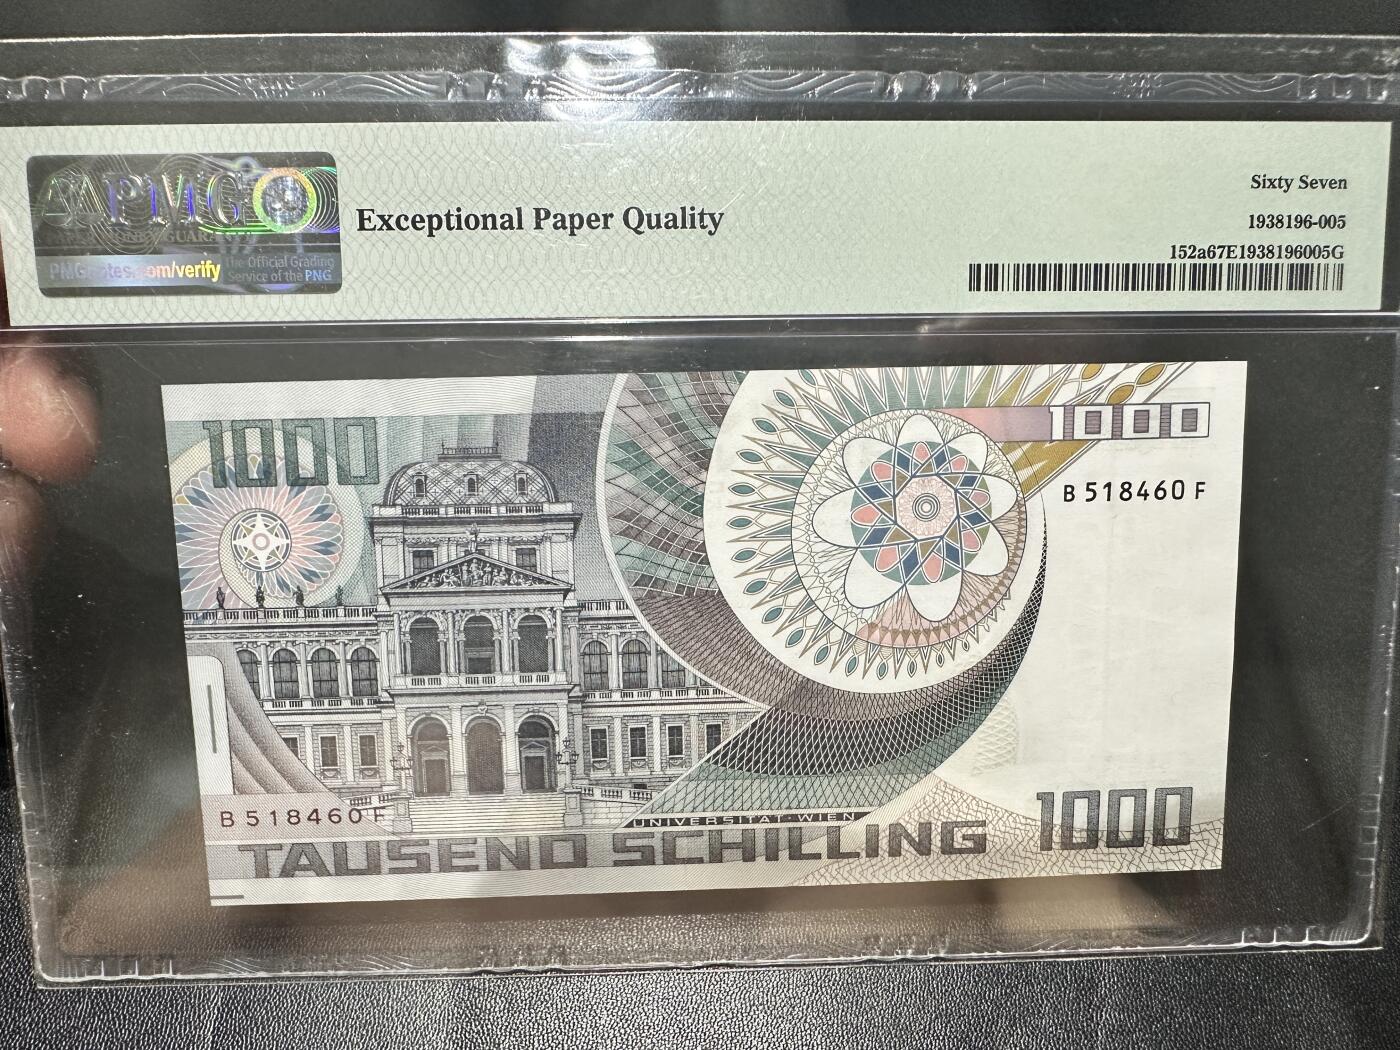 PMG
PMGnotes.com/verify
The Official Grading
Service of the PNG
Exceptional Paper Quality
Sixty Seven
1938196-005
152a67E1938196005G
1000
1000
B 518460 F
B 518460 F
UNIVERSITÄT·WIEN
TAUSEND SCHILLING
1000